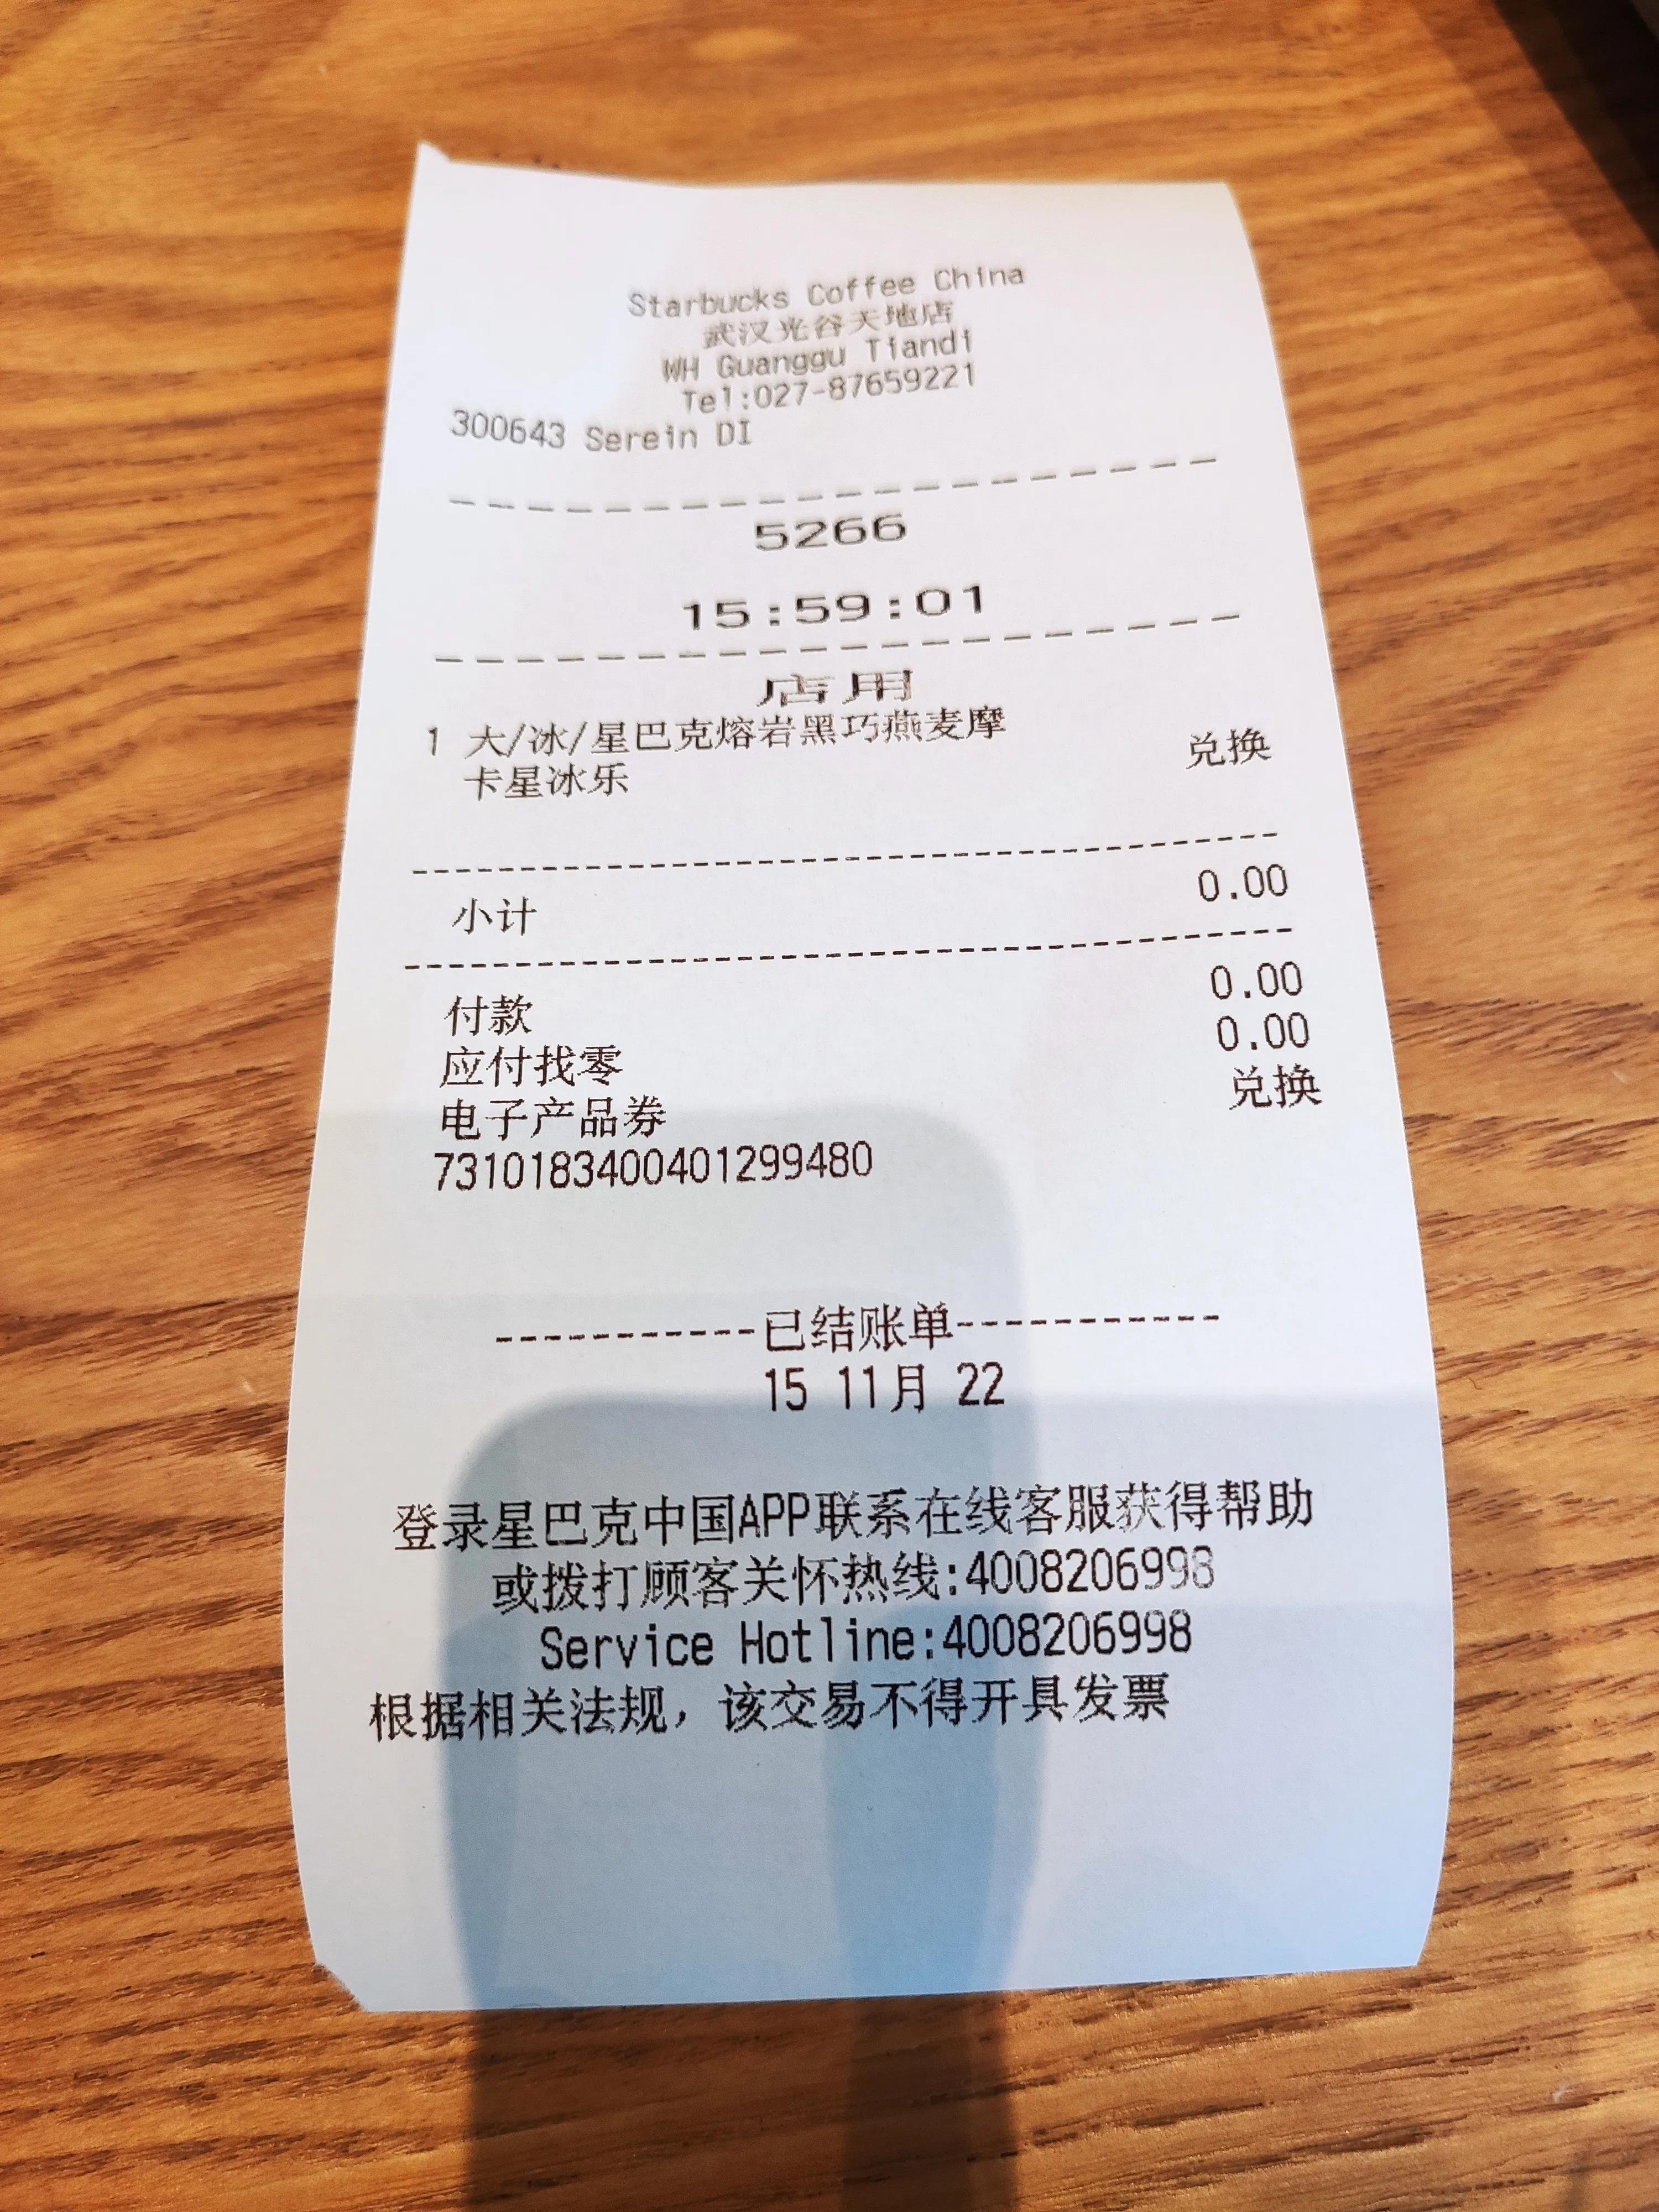 Starbucks Coffee China
武汉光谷天地店
WH Guanggu Tiandi
Tel:027-87659221
300643 Serein DI
5266
15:59:01
店用
1 大/冰/星巴克熔岩黑巧燕麦摩 兑换
卡星冰乐
小计 0.00
付款 0.00
应付找零 0.00
电子产品券 兑换
7310183400401299480
-----------已结账单-----------
15 11月 22
登录星巴克中国APP联系在线客服获得帮助
或拨打顾客关怀热线:4008206998
Service Hotline:4008206998
根据相关法规，该交易不得开具发票